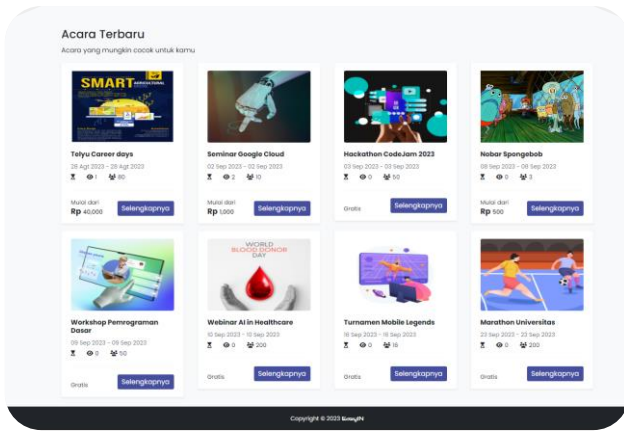 Acara Terbaru
Acara yang mungkin cocok untuk kamu
SMART AGRICULTURAL
Telyu Career days
28 Agt 2023 - 28 Agt 2023
1 80
Mulai dari
Rp 40,000
Selengkapnya
Seminar Google Cloud
02 Sep 2023 - 02 Sep 2023
2 10
Mulai dari
Rp 1,000
Selengkapnya
Hackathon CodeJam 2023
03 Sep 2023 - 03 Sep 2023
0 50
Gratis
Selengkapnya
Nobar Spongebob
08 Sep 2023 - 08 Sep 2023
0 3
Mulai dari
Rp 500
Selengkapnya
Workshop Pemrograman
Dasar
09 Sep 2023 - 09 Sep 2023
0 50
Gratis
Selengkapnya
WORLD
BLOOD DONOR
DAY
Webinar AI in Healthcare
10 Sep 2023 - 10 Sep 2023
0 200
Gratis
Selengkapnya
Turnamen Mobile Legends
16 Sep 2023 - 16 Sep 2023
0 16
Gratis
Selengkapnya
Marathon Universitas
23 Sep 2023 - 23 Sep 2023
0 200
Gratis
Selengkapnya
Copyright © 2023